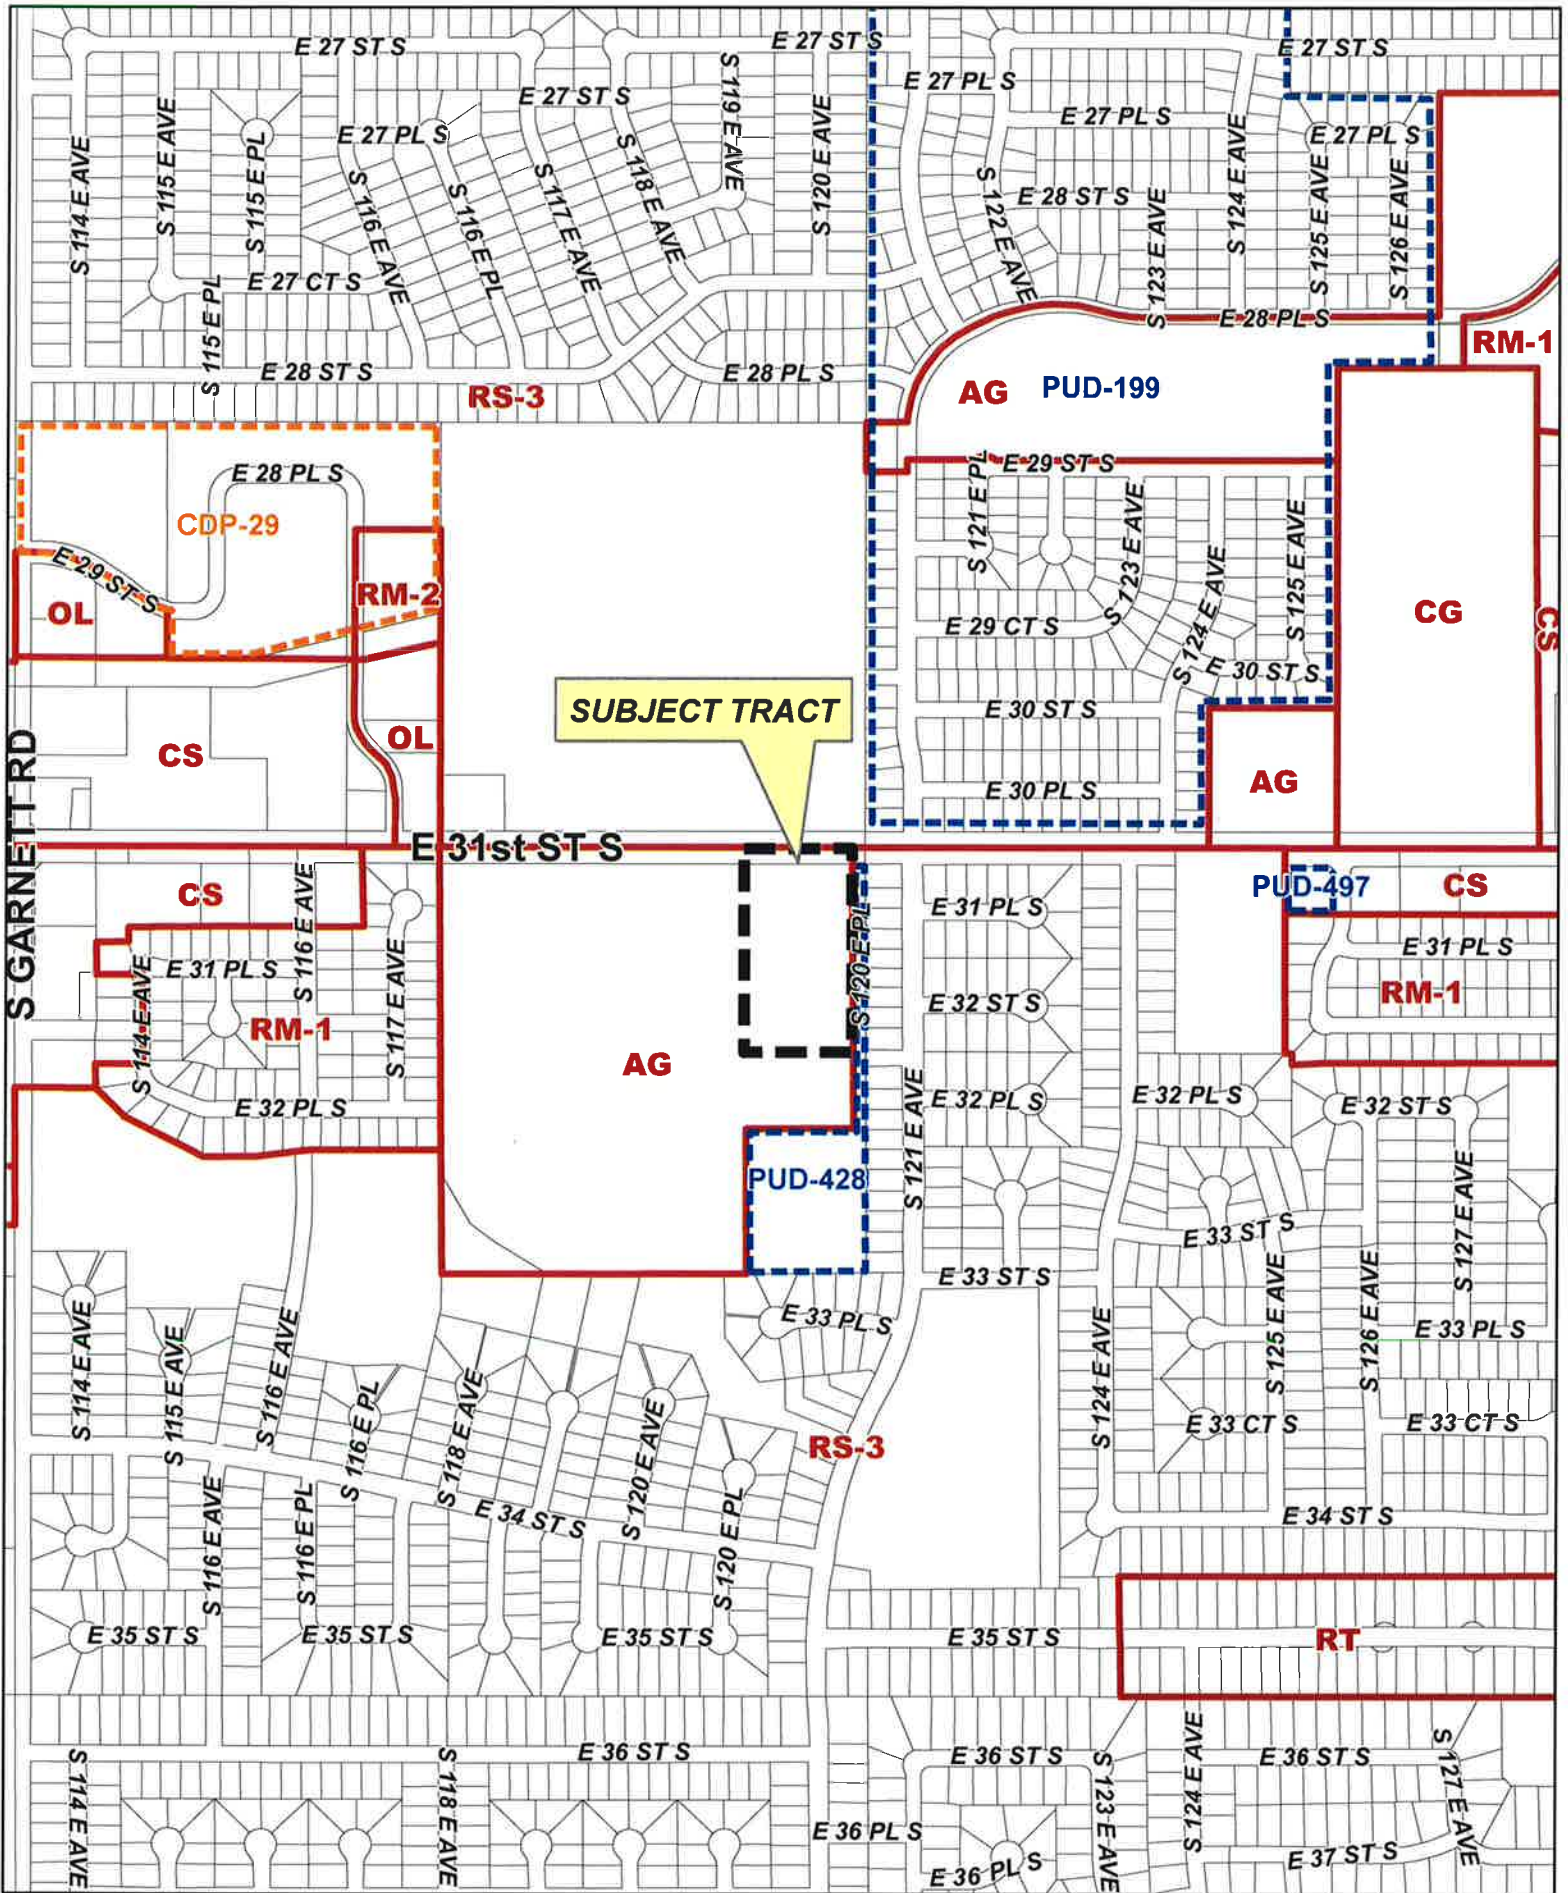 E 27 ST S
E 27 ST S
E 27 ST S
E 27 ST S
E 27 PL S
S 119 E AVE
S 120 E AVE
E 27 PL S
E 27 PL S
E 27 PL S
S 114 E AVE
S 115 E AVE
S 115 E PL
S 116 E AVE
S 116 E PL
S 117 E AVE
S 118 E AVE
S 122 E AVE
E 28 ST S
S 123 E AVE
S 124 E AVE
S 125 E AVE
S 126 E AVE
E 27 CT S
S 115 E PL
E 28 ST S
RS-3
E 28 PL S
E 28 PL S
RM-1
AG
PUD-199
E 28 PL S
CDP-29
E 29 ST S
OL
RM-2
E 29 ST S
S 121 E PL
S 123 E AVE
S 124 E AVE
S 125 E AVE
E 29 CT S
E 30 ST S
CG
CS
SUBJECT TRACT
CS
OL
E 30 ST S
E 30 PL S
AG
S GARNETT RD
E 31st ST S
CS
S 116 E AVE
E 31 PL S
S 114 E AVE
RM-1
S 117 E AVE
E 32 PL S
AG
S 120 E PL
E 31 PL S
E 32 ST S
E 32 PL S
S 121 E AVE
PUD-497
CS
E 31 PL S
RM-1
E 32 PL S
E 32 ST S
PUD-428
E 33 ST S
S 127 E AVE
E 33 ST S
E 33 PL S
S 124 E AVE
S 125 E AVE
S 126 E AVE
E 33 PL S
E 33 CT S
E 33 CT S
S 114 E AVE
S 115 E AVE
S 116 E AVE
S 116 E PL
S 118 E AVE
S 120 E AVE
RS-3
S 116 E AVE
S 116 E PL
E 34 ST S
S 120 E PL
E 34 ST S
E 35 ST S
E 35 ST S
E 35 ST S
E 35 ST S
RT
E 36 ST S
E 36 ST S
E 36 ST S
S 114 E AVE
S 118 E AVE
E 36 PL S
E 36 PL S
S 123 E AVE
S 124 E AVE
S 127 E AVE
E 37 ST S